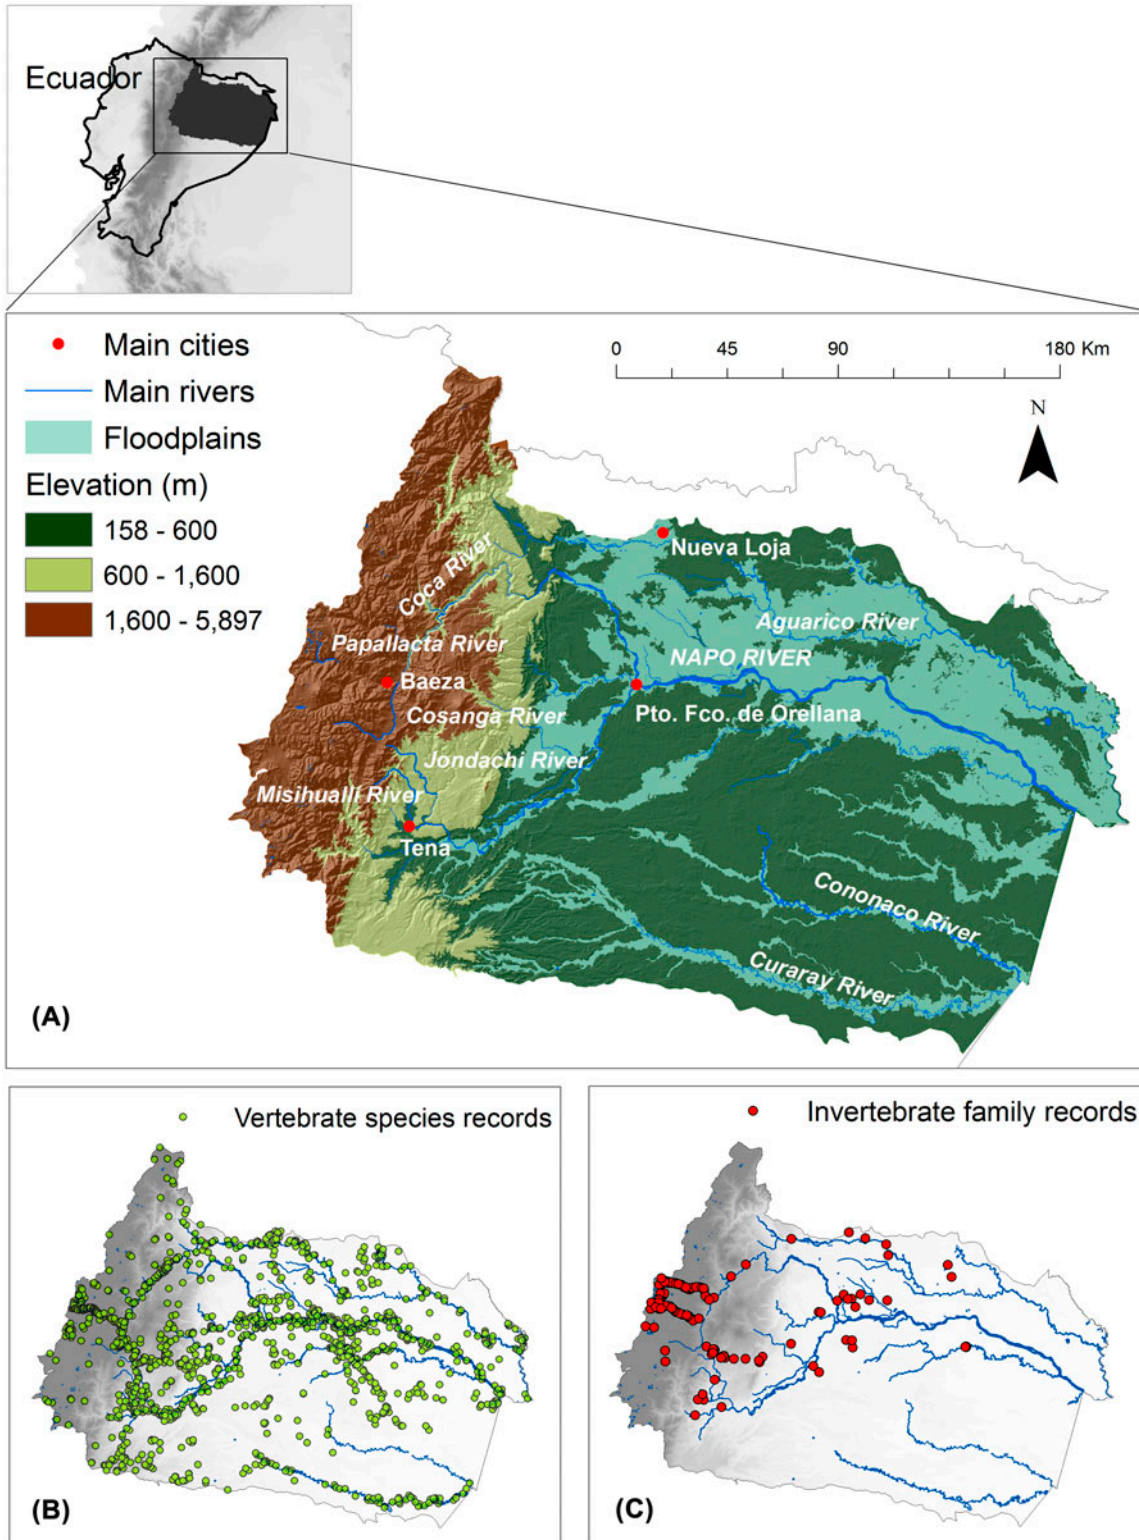 Ecuador
Main cities
Main rivers
Floodplains
Elevation (m)
158 - 600
600 - 1,600
1,600 - 5,897
0 45 90 180 Km
N
Nueva Loja
Coca River
Aguarico River
Papallacta River
NAPO RIVER
Baeza
Cosanga River
Pto. Fco. de Orellana
Jondachi River
Misihualli River
Tena
Cononaco River
Curaray River
(A)
Vertebrate species records
(B)
Invertebrate family records
(C)